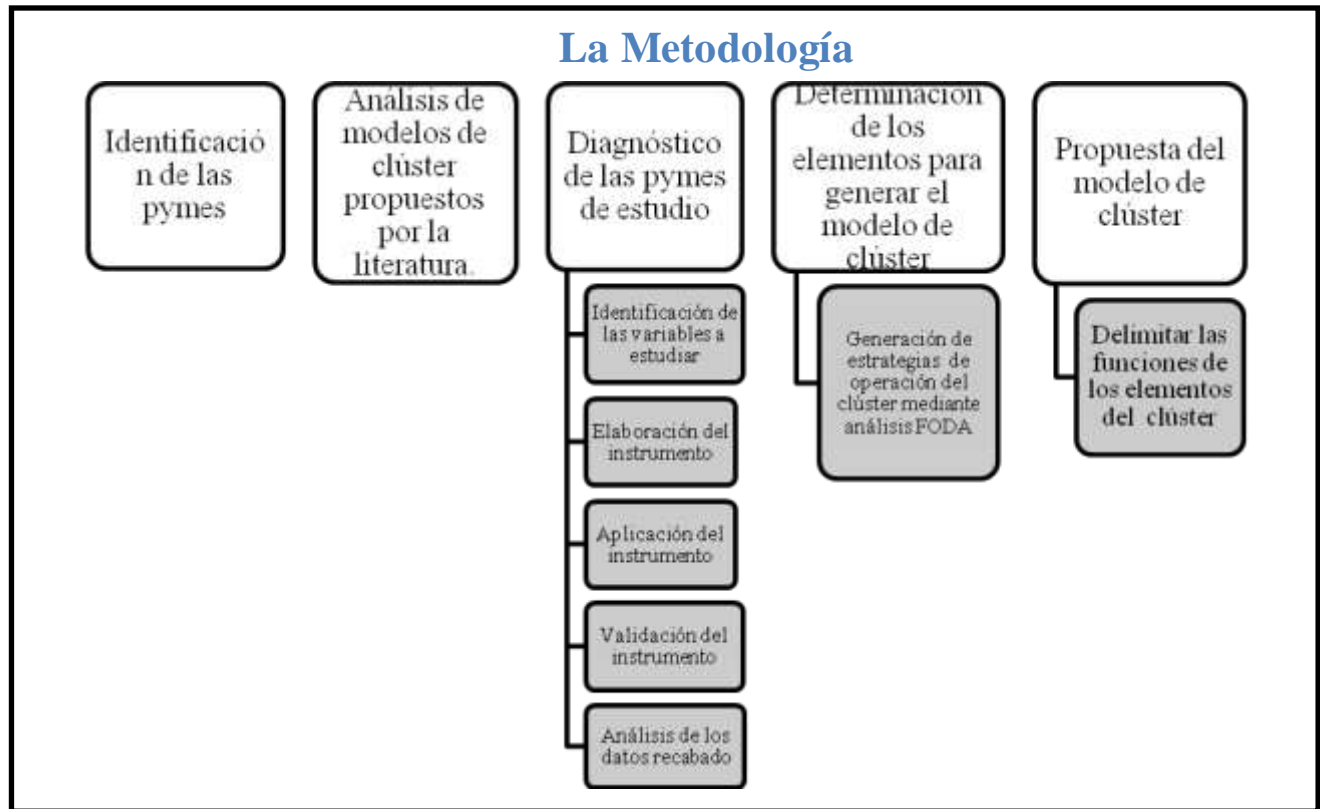 La Metodología
Identificació
n de las
pymes
Análisis de
modelos de
clúster
propuestos
por la
literatura.
Diagnóstico
de las pymes
de estudio
Identificación de
las variables a
estudiar
Elaboración del
instrumento
Aplicación del
instrumento
Validación del
instrumento
Análisis de los
datos recabado
Determinación
de los
elementos para
generar el
modelo de
clúster
Generación de
estrategias de
operación del
clúster mediante
análisis FODA
Propuesta del
modelo de
clúster
Delimitar las
funciones de
los elementos
del clúster